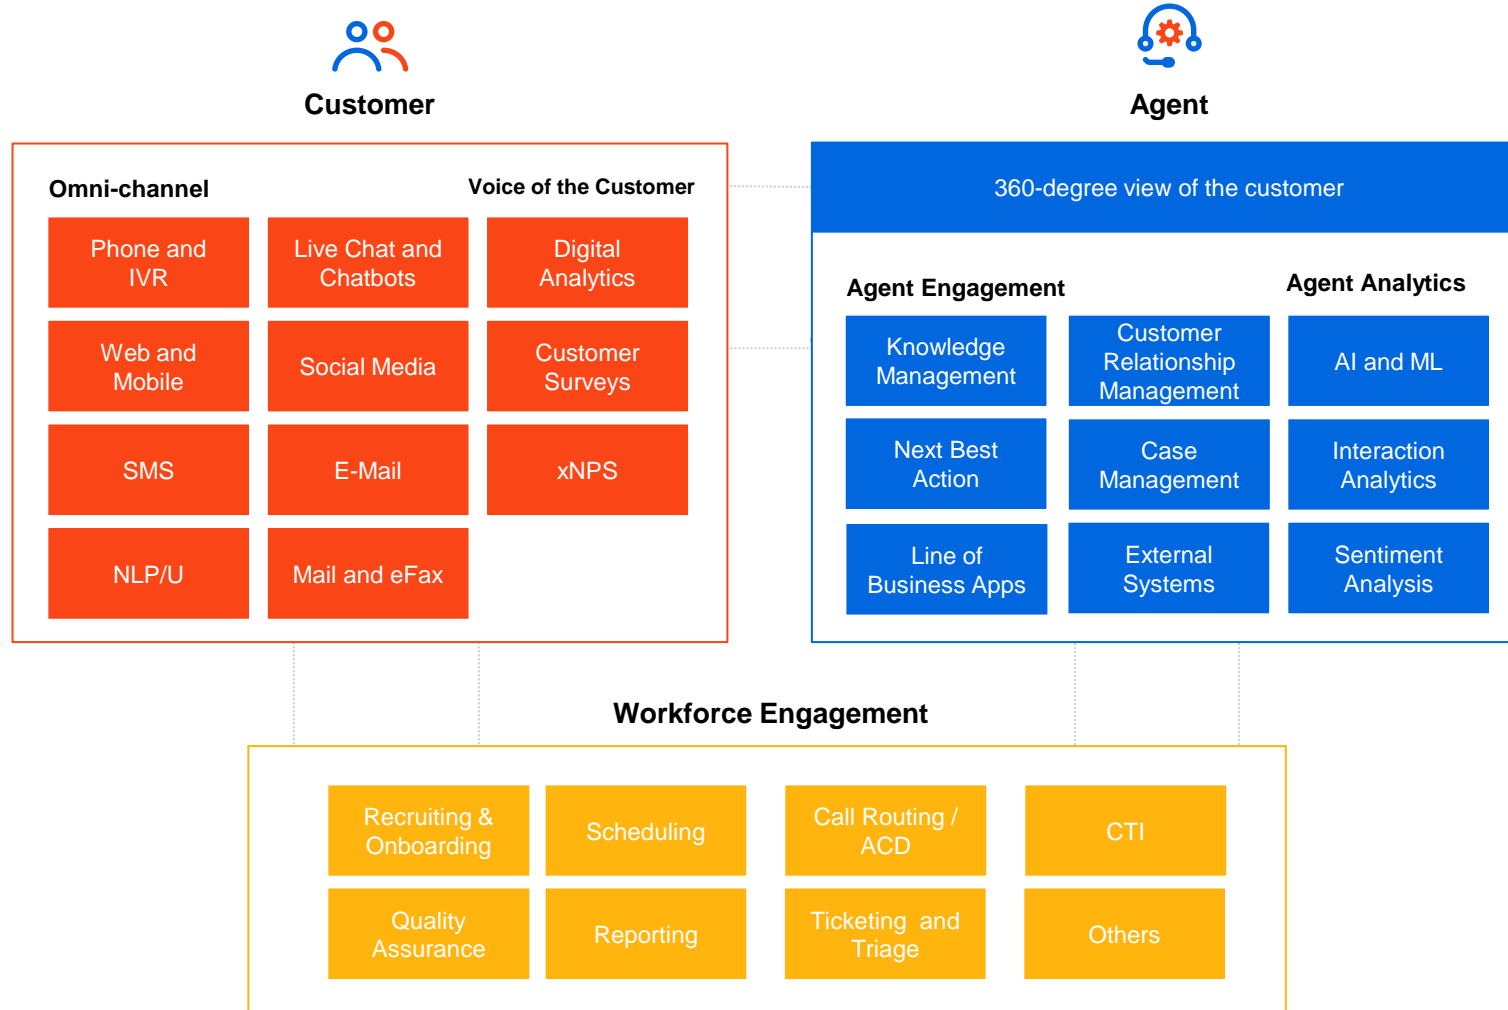 Customer
Agent
Omni-channel
Voice of the Customer
Phone and
IVR
Live Chat and
Chatbots
Digital
Analytics
Web and
Mobile
Social Media
Customer
Surveys
SMS
E-Mail
xNPS
NLP/U
Mail and eFax
360-degree view of the customer
Agent Engagement
Agent Analytics
Knowledge
Management
Customer
Relationship
Management
AI and ML
Next Best
Action
Case
Management
Interaction
Analytics
Line of
Business Apps
External
Systems
Sentiment
Analysis
Workforce Engagement
Recruiting &
Onboarding
Scheduling
Call Routing /
ACD
CTI
Quality
Assurance
Reporting
Ticketing  and
Triage
Others